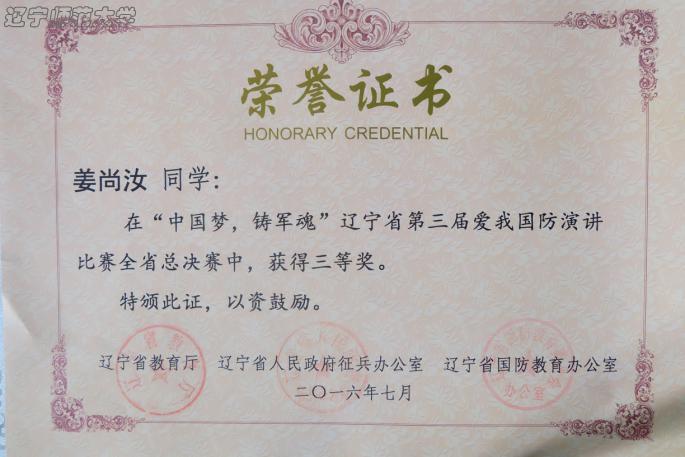 辽宁师范大学
荣誉证书
HONORARY CREDENTIAL
姜尚汝 同学：
在“中国梦，铸军魂”辽宁省第三届爱我国防演讲
比赛全省总决赛中，获得三等奖。
特颁此证，以资鼓励。
辽宁省教育厅 辽宁省人民政府征兵办公室 辽宁省国防教育办公室
二〇一六年七月